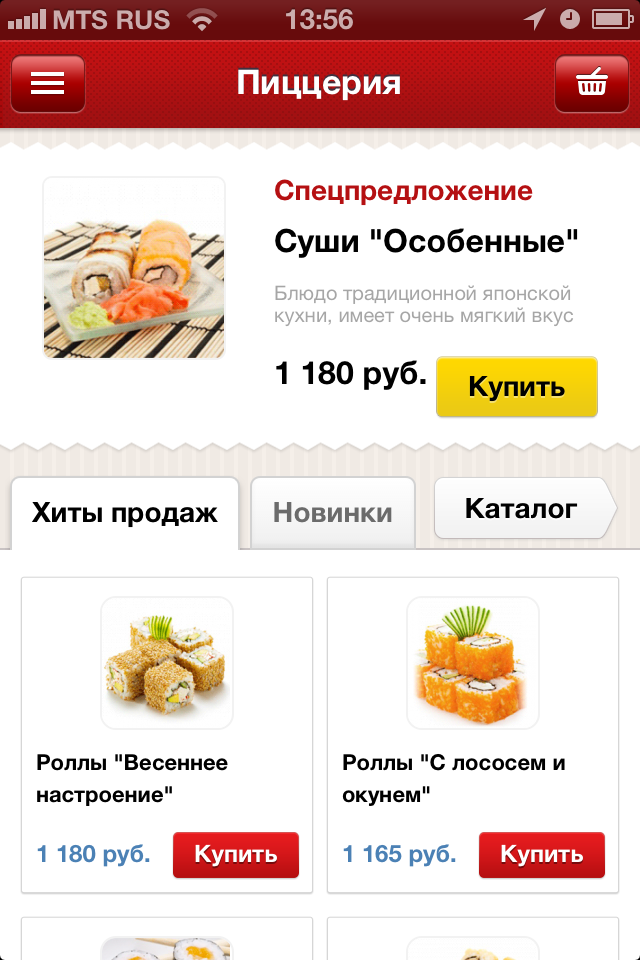 MTS RUS 13:56
Пиццерия
Спецпредложение
Суши "Особенные"
Блюдо традиционной японской
кухни, имеет очень мягкий вкус
1 180 руб. Купить
Хиты продаж Новинки Каталог
Роллы "Весеннее
настроение"
1 180 руб. Купить
Роллы "С лососем и
окунем"
1 165 руб. Купить